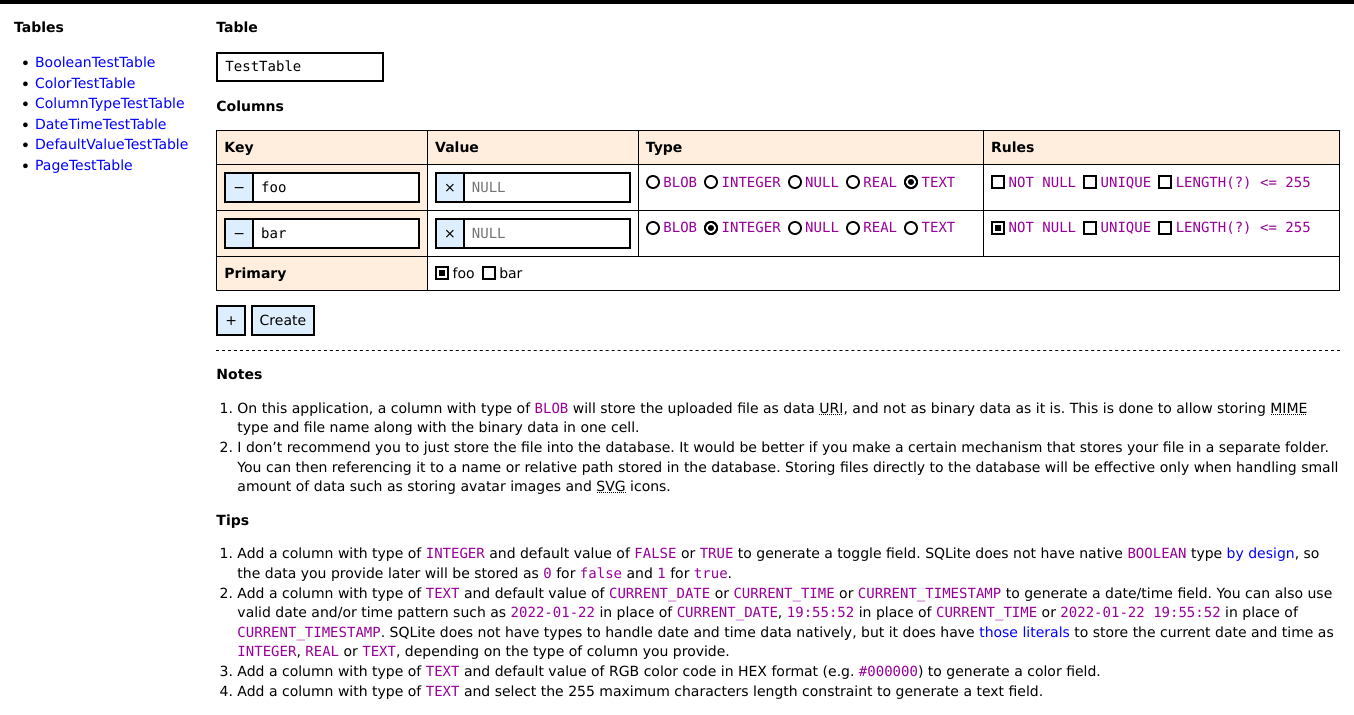 Tables
BooleanTestTable
ColorTestTable
ColumnTypeTestTable
DateTimeTestTable
DefaultValueTestTable
PageTestTable
Table
TestTable
Columns
Key Value Type Rules
− foo × NULL BLOB INTEGER NULL REAL TEXT NOT NULL UNIQUE LENGTH(?) <= 255
− bar × NULL BLOB INTEGER NULL REAL TEXT NOT NULL UNIQUE LENGTH(?) <= 255
Primary foo bar
+ Create
Notes
1. On this application, a column with type of BLOB will store the uploaded file as data URI, and not as binary data as it is. This is done to allow storing MIME
type and file name along with the binary data in one cell.
2. I don’t recommend you to just store the file into the database. It would be better if you make a certain mechanism that stores your file in a separate folder.
You can then referencing it to a name or relative path stored in the database. Storing files directly to the database will be effective only when handling small
amount of data such as storing avatar images and SVG icons.
Tips
1. Add a column with type of INTEGER and default value of FALSE or TRUE to generate a toggle field. SQLite does not have native BOOLEAN type by design, so
the data you provide later will be stored as 0 for false and 1 for true.
2. Add a column with type of TEXT and default value of CURRENT_DATE or CURRENT_TIME or CURRENT_TIMESTAMP to generate a date/time field. You can also use
valid date and/or time pattern such as 2022-01-22 in place of CURRENT_DATE, 19:55:52 in place of CURRENT_TIME or 2022-01-22 19:55:52 in place of
CURRENT_TIMESTAMP. SQLite does not have types to handle date and time data natively, but it does have those literals to store the current date and time as
INTEGER, REAL or TEXT, depending on the type of column you provide.
3. Add a column with type of TEXT and default value of RGB color code in HEX format (e.g. #000000) to generate a color field.
4. Add a column with type of TEXT and select the 255 maximum characters length constraint to generate a text field.